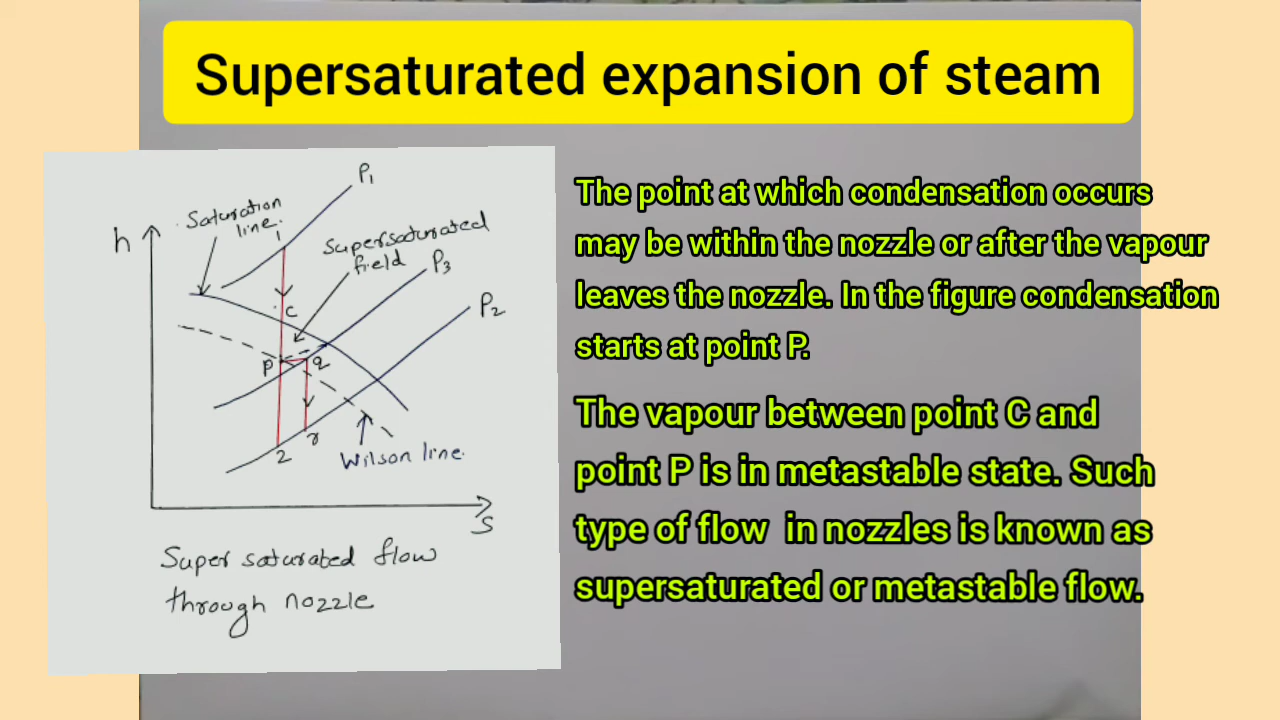 Supersaturated expansion of steam
P1
Saturation
line.
1
h
Supersaturated
field
P3
C
P2
P
q
r
2
Wilson line.
S
Super saturated flow
through nozzle
The point at which condensation occurs
may be within the nozzle or after the vapour
leaves the nozzle. In the figure condensation
starts at point P.
The vapour between point C and
point P is in metastable state. Such
type of flow in nozzles is known as
supersaturated or metastable flow.